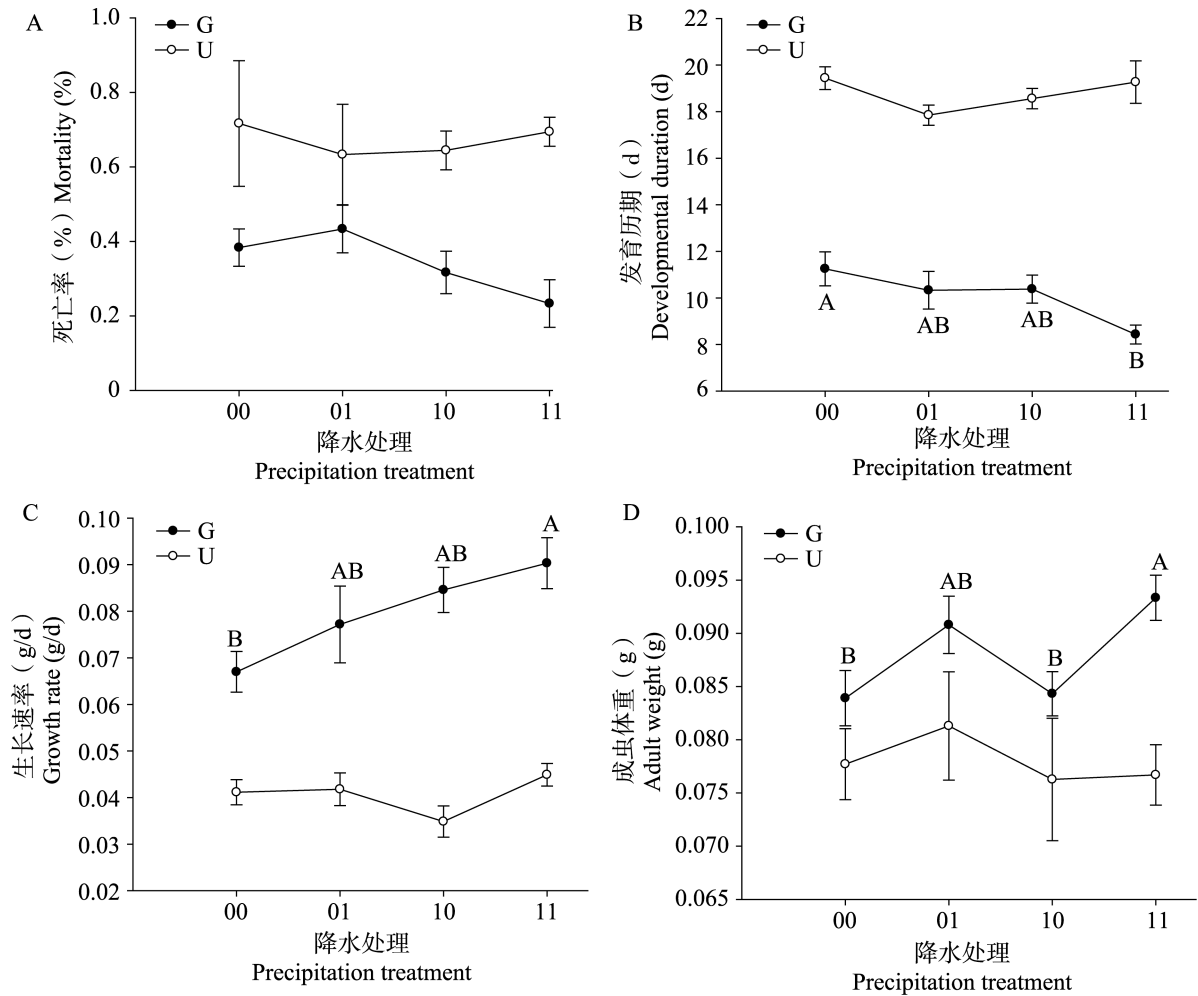 A
G
U
1.0
0.8
0.6
0.4
0.2
0
死亡率（%）Mortality (%)
00
01
10
11
降水处理
Precipitation treatment
B
G
U
22
20
18
16
14
12
10
8
6
发育历期（d）
Developmental duration (d)
A
AB
AB
B
00
01
10
11
降水处理
Precipitation treatment
C
G
U
0.10
0.09
0.08
0.07
0.06
0.05
0.04
0.03
0.02
生长速率（g/d）
Growth rate (g/d)
B
AB
AB
A
00
01
10
11
降水处理
Precipitation treatment
D
G
U
0.100
0.095
0.090
0.085
0.080
0.075
0.070
0.065
成虫体重（g）
Adult weight (g)
B
AB
B
A
00
01
10
11
降水处理
Precipitation treatment